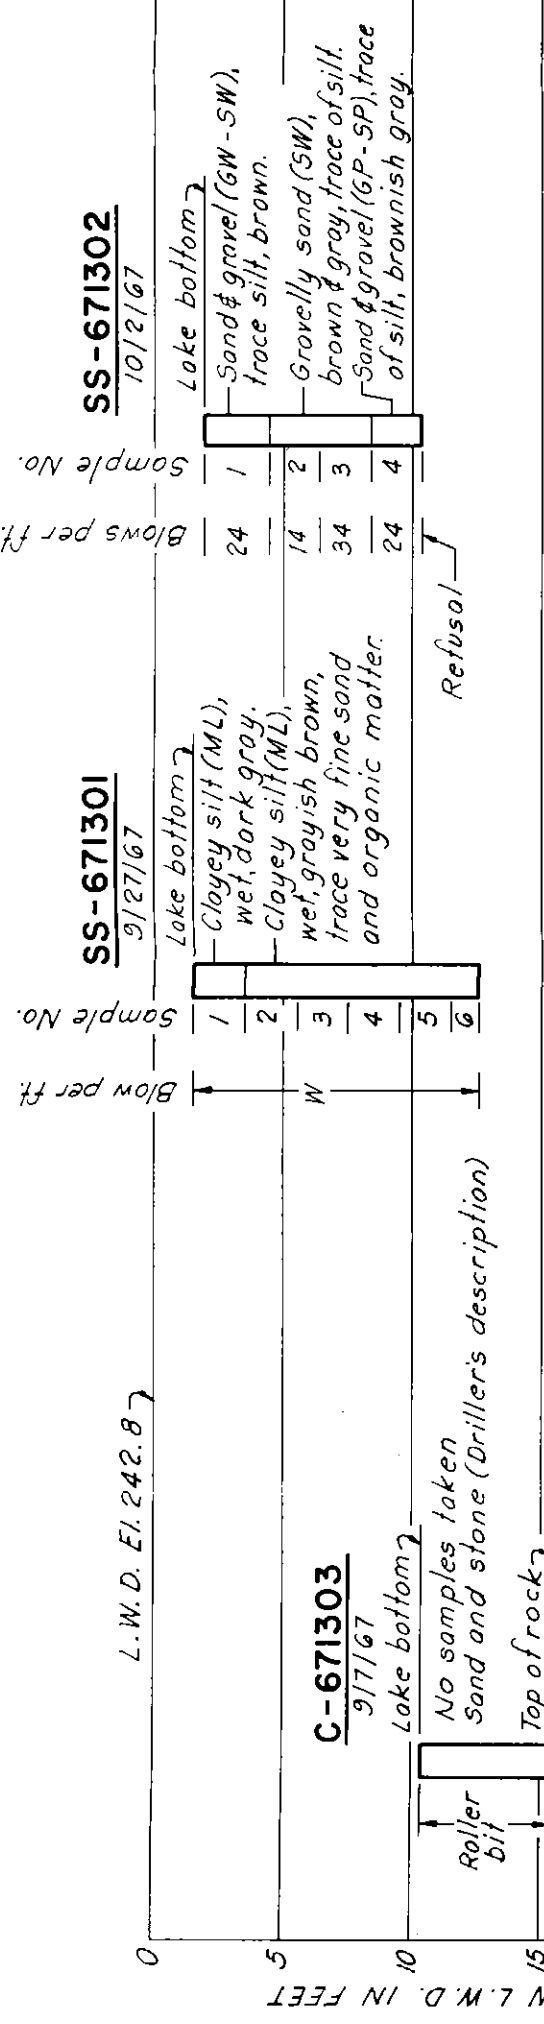 L.W.D. El. 242.8
0
5
10
15
N L.W.D. IN FEET
C-671303
9/7/67
Lake bottom
No samples taken
Sand and stone (Driller's description)
Top of rock
Roller
bit
SS-671301
9/27/67
Lake bottom
Clayey silt (ML),
wet, dark gray.
Clayey silt (ML),
wet, grayish brown,
trace very fine sand
and organic matter.
Sample No.
1
2
3
4
5
6
Blow per ft.
W
SS-671302
10/2/67
Lake bottom
Sand & gravel (GW-SW),
trace silt, brown.
Gravelly sand (SW),
brown & gray, trace of silt.
Sand & gravel (GP-SP), trace
of silt, brownish gray.
Sample No.
1
2
3
4
Blows per ft.
24
14
34
24
Refusal